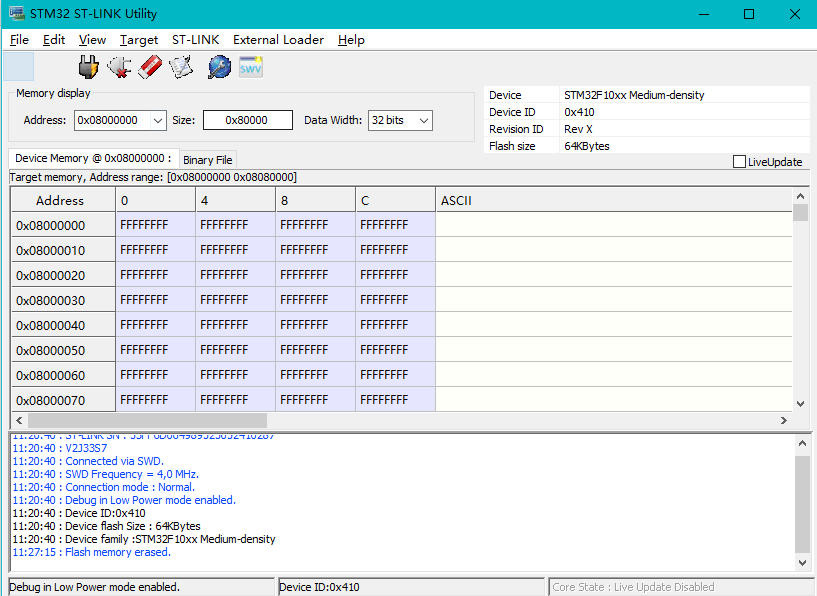 STM32 ST-LINK Utility
File Edit View Target ST-LINK External Loader Help
SWV
Memory display
Address: 0x08000000 Size: 0x80000 Data Width: 32 bits
Device STM32F10xx Medium-density
Device ID 0x410
Revision ID Rev X
Flash size 64KBytes
LiveUpdate
Device Memory @ 0x08000000 : Binary File
Target memory, Address range: [0x08000000 0x08080000]
Address 0 4 8 C ASCII
0x08000000 FFFFFFFF FFFFFFFF FFFFFFFF FFFFFFFF
0x08000010 FFFFFFFF FFFFFFFF FFFFFFFF FFFFFFFF
0x08000020 FFFFFFFF FFFFFFFF FFFFFFFF FFFFFFFF
0x08000030 FFFFFFFF FFFFFFFF FFFFFFFF FFFFFFFF
0x08000040 FFFFFFFF FFFFFFFF FFFFFFFF FFFFFFFF
0x08000050 FFFFFFFF FFFFFFFF FFFFFFFF FFFFFFFF
0x08000060 FFFFFFFF FFFFFFFF FFFFFFFF FFFFFFFF
0x08000070 FFFFFFFF FFFFFFFF FFFFFFFF FFFFFFFF
11:20:40 : ST-LINK SN :
11:20:40 : V2J33S7
11:20:40 : Connected via SWD.
11:20:40 : SWD Frequency = 4,0 MHz.
11:20:40 : Connection mode : Normal.
11:20:40 : Debug in Low Power mode enabled.
11:20:40 : Device ID:0x410
11:20:40 : Device flash Size : 64KBytes
11:20:40 : Device family :STM32F10xx Medium-density
11:27:15 : Flash memory erased.
Debug in Low Power mode enabled. Device ID:0x410 Core State : Live Update Disabled